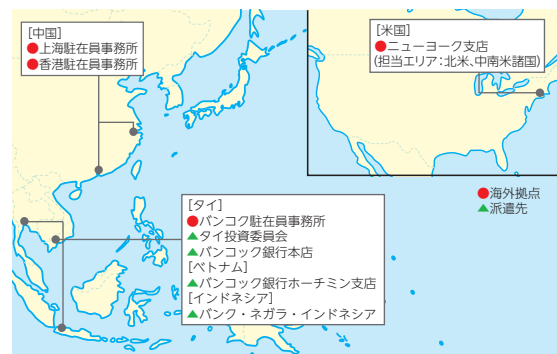 [中国]
●上海駐在員事務所
●香港駐在員事務所
[米国]
●ニューヨーク支店
(担当エリア:北米、中南米諸国)
●海外拠点
▲派遣先
[タイ]
●バンコク駐在員事務所
▲タイ投資委員会
▲バンコック銀行本店
[ベトナム]
▲バンコック銀行ホーチミン支店
[インドネシア]
▲バンク・ネガラ・インドネシア